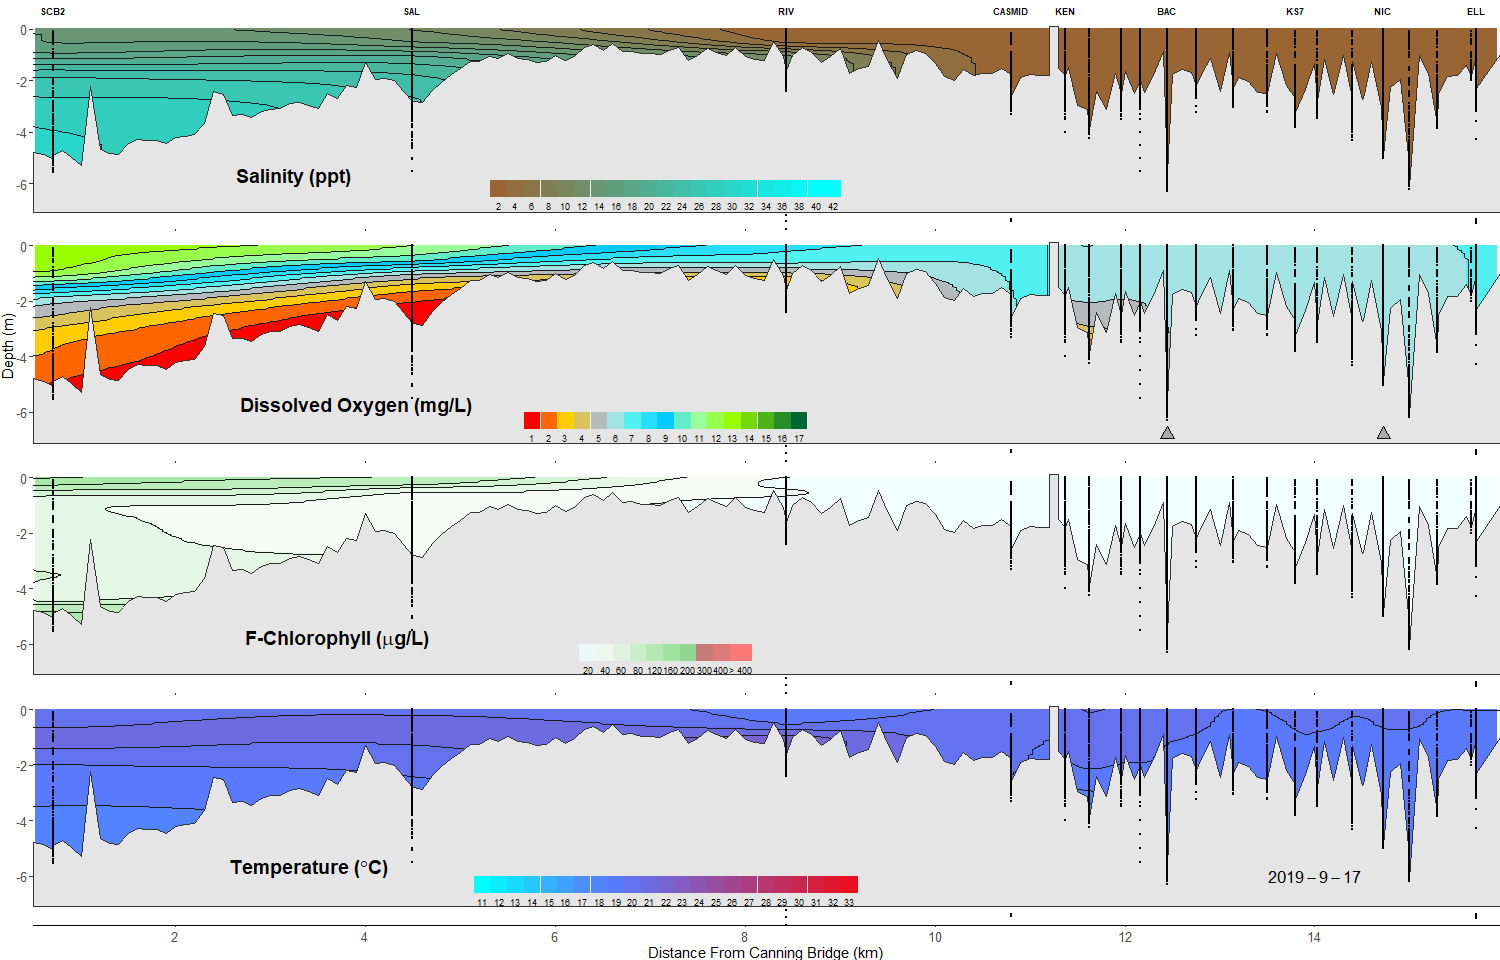 SCB2 SAL RIV CASMID KEN BAC KS7 NIC ELL
0
-2
-4
-6
Salinity (ppt)
2 4 6 8 10 12 14 16 18 20 22 24 26 28 30 32 34 36 38 40 42
0
-2
-4
-6
Depth (m)
Dissolved Oxygen (mg/L)
1 2 3 4 5 6 7 8 9 10 11 12 13 14 15 16 17
0
-2
-4
-6
F-Chlorophyll (μg/L)
20 40 60 80 120 160 200 300 400 > 400
0
-2
-4
-6
Temperature (°C)
11 12 13 14 15 16 17 18 19 20 21 22 23 24 25 26 27 28 29 30 31 32 33
2019 – 9 – 17
2 4 6 8 10 12 14
Distance From Canning Bridge (km)